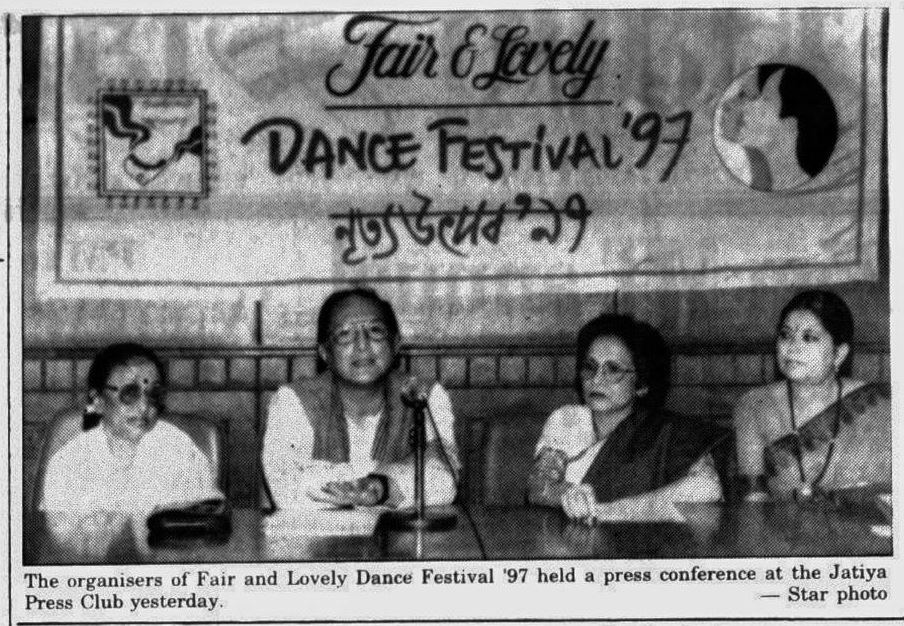 Fair & Lovely
DANCE FESTIVAL '97
নৃত্য উৎসব '৯৭
The organisers of Fair and Lovely Dance Festival '97 held a press conference at the Jatiya
Press Club yesterday.
— Star photo